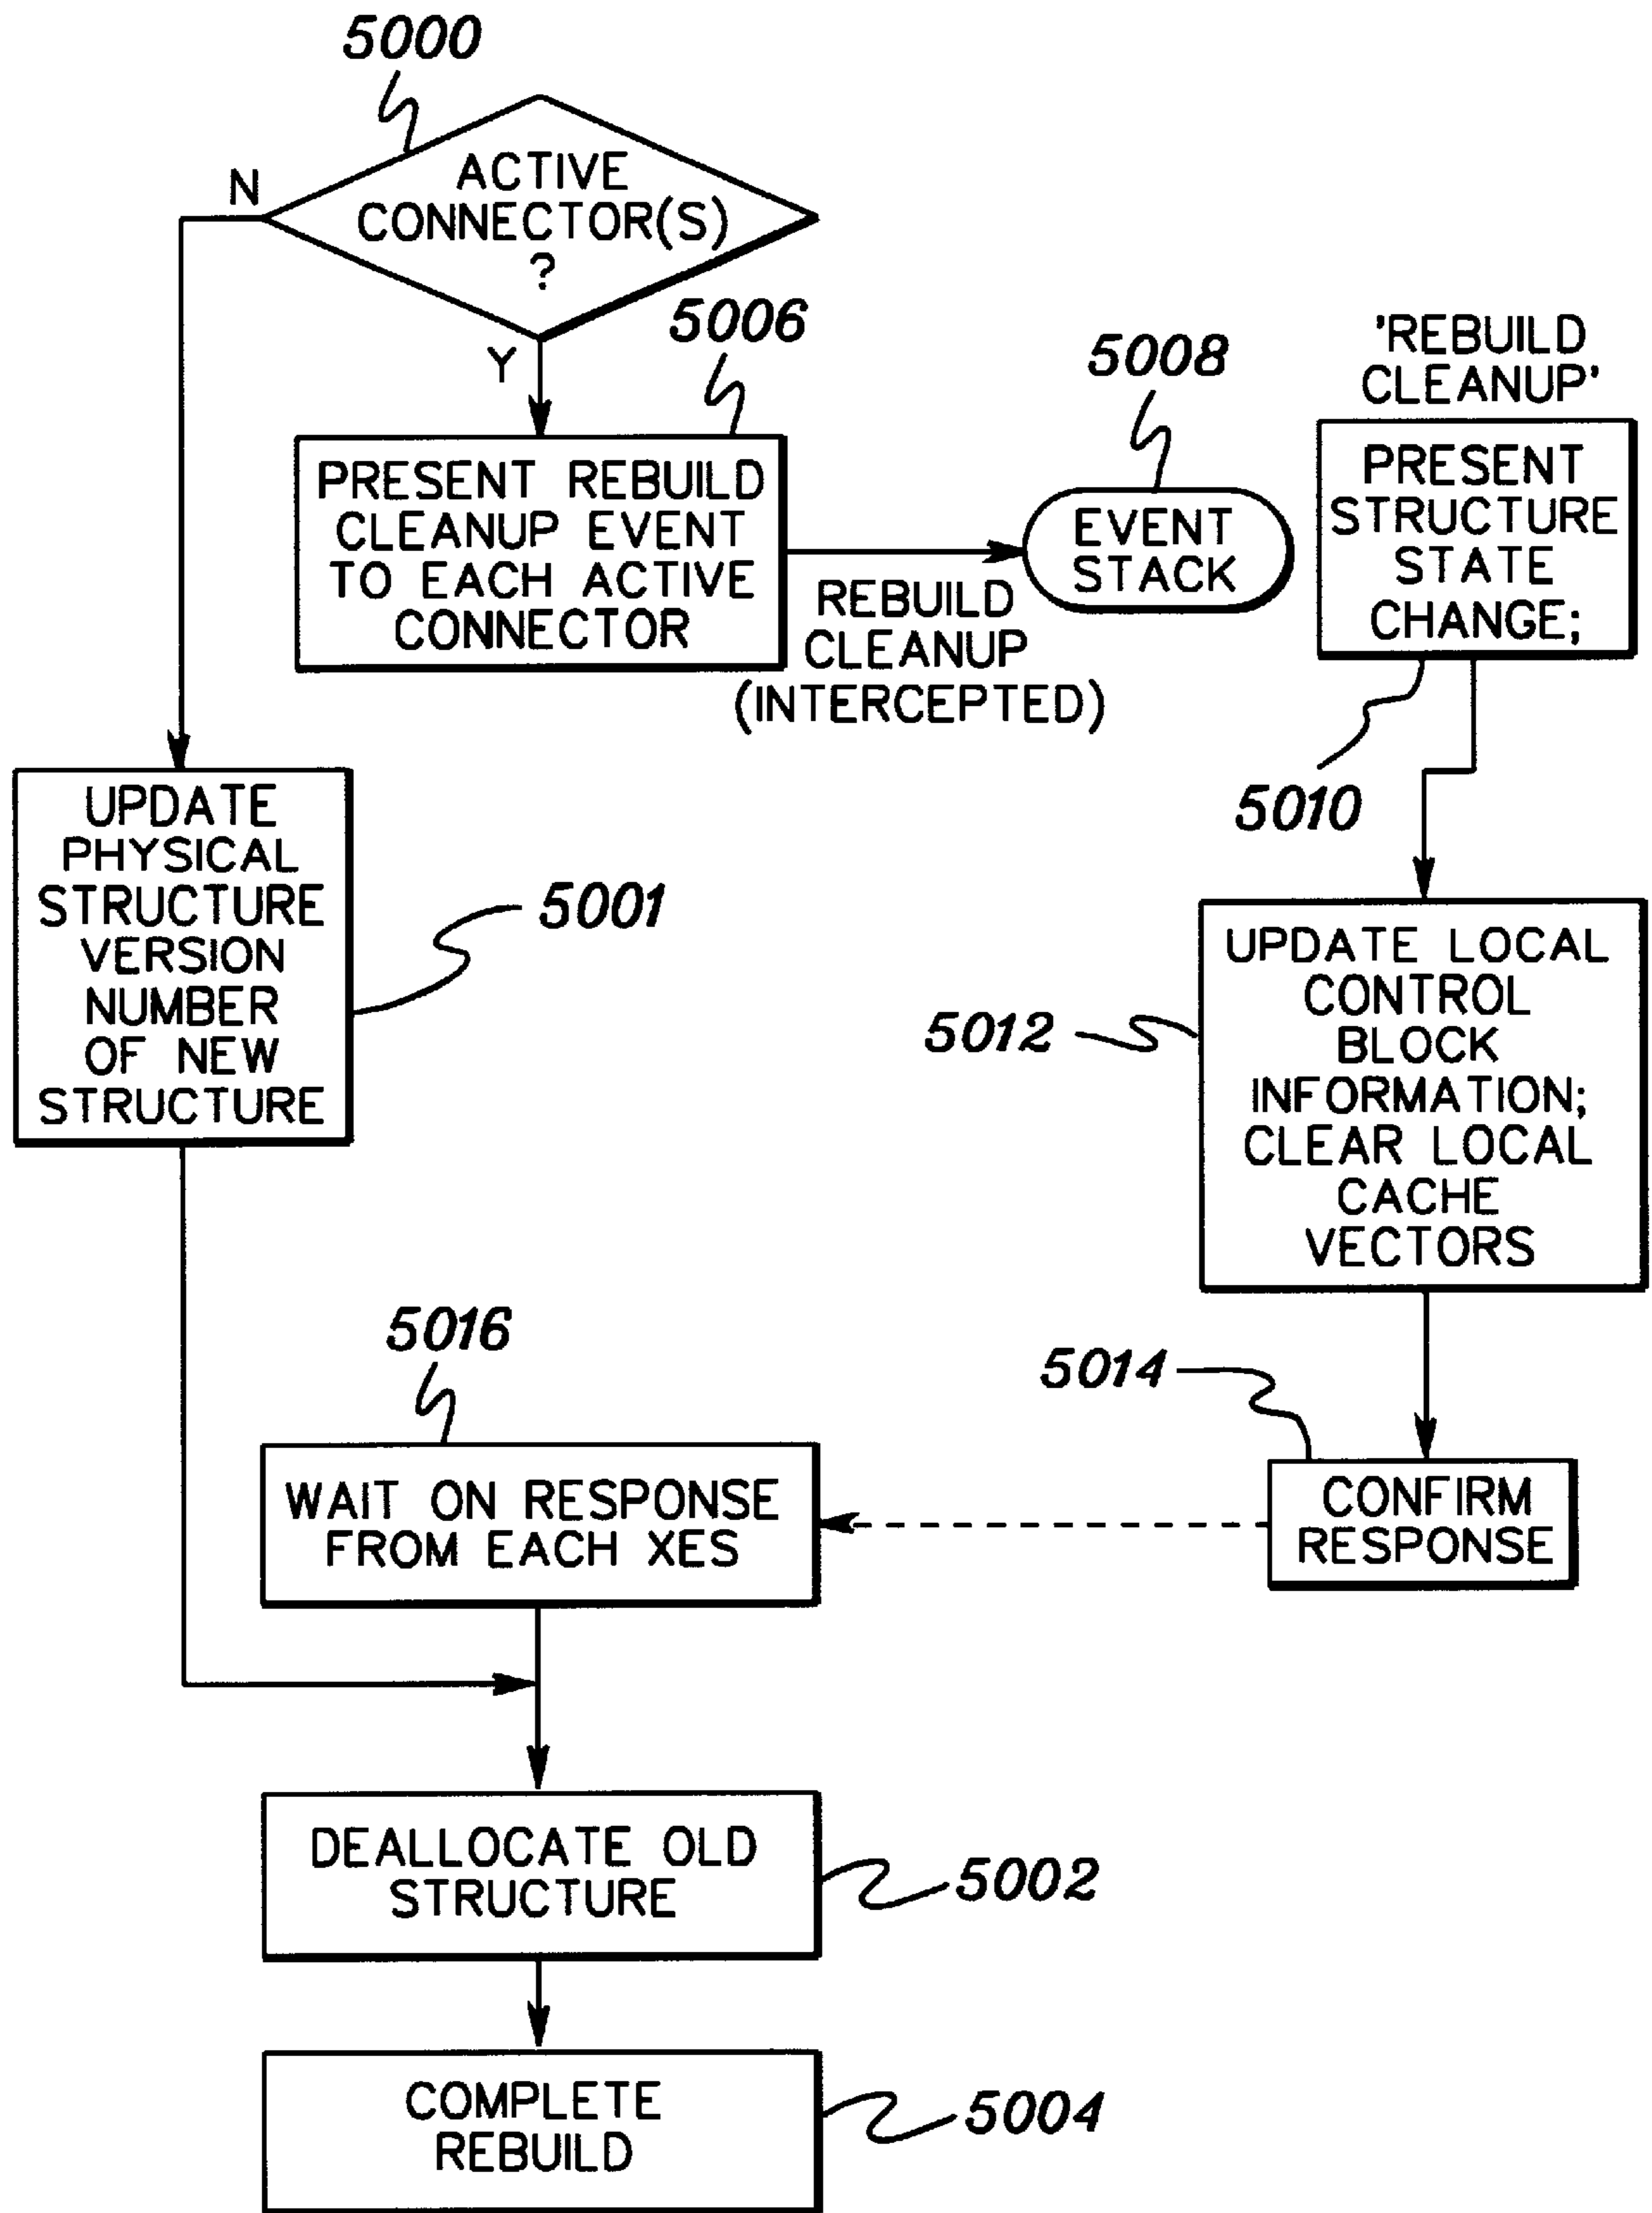 5000
N
ACTIVE
CONNECTOR(S)
?
Y
5006
PRESENT REBUILD
CLEANUP EVENT
TO EACH ACTIVE
CONNECTOR
5008
EVENT
STACK
REBUILD
CLEANUP
(INTERCEPTED)
'REBUILD
CLEANUP'
PRESENT
STRUCTURE
STATE
CHANGE;
5010
UPDATE
PHYSICAL
STRUCTURE
VERSION
NUMBER
OF NEW
STRUCTURE
5001
5012
UPDATE LOCAL
CONTROL
BLOCK
INFORMATION;
CLEAR LOCAL
CACHE
VECTORS
5016
WAIT ON RESPONSE
FROM EACH XES
5014
CONFIRM
RESPONSE
DEALLOCATE OLD
STRUCTURE
5002
COMPLETE
REBUILD
5004